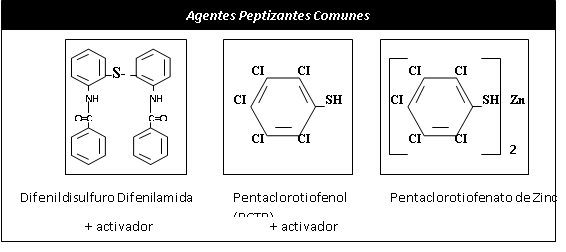 Agentes Peptizantes Comunes
S-
NH NH
C=O C=O
Cl Cl
Cl SH
Cl Cl
Cl Cl
Cl SH Zn
Cl Cl
2
Difenildisulfuro Difenilamida
+ activador
Pentaclorotiofenol
(PCTP)
+ activador
Pentaclorotiofenato de Zinc